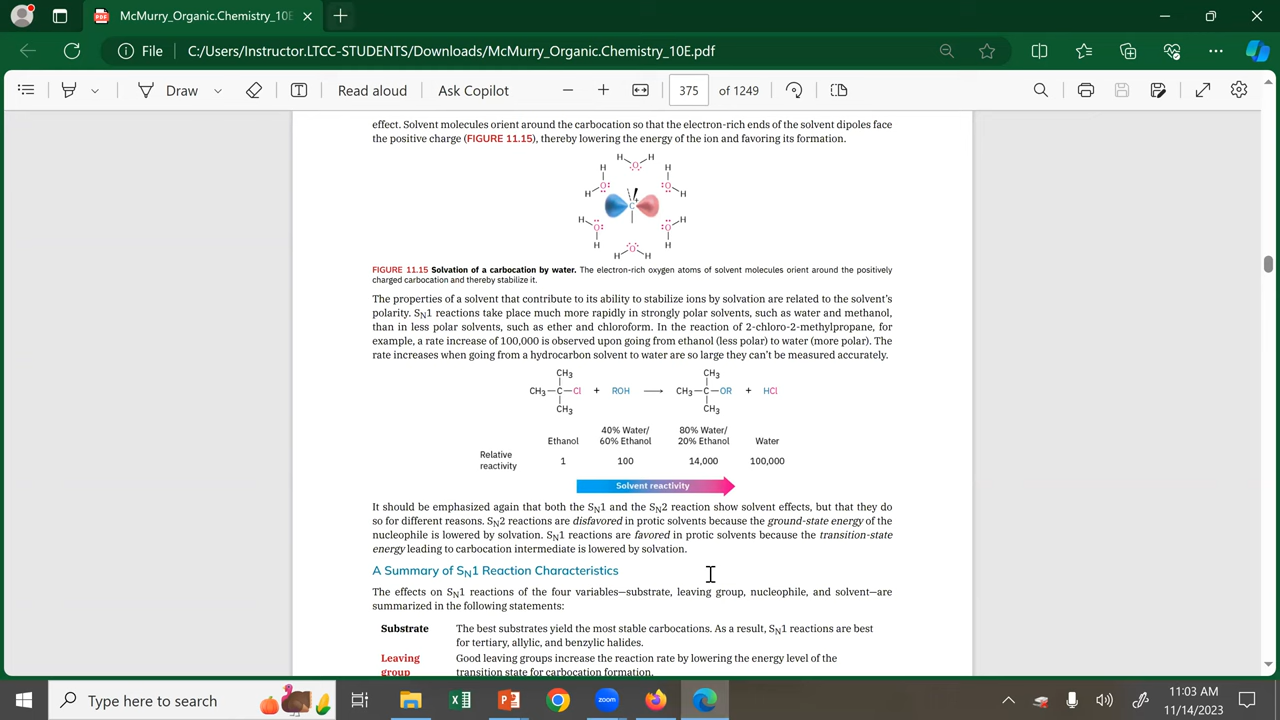 McMurry_Organic.Chemistry_10E
File C:/Users/Instructor.LTCC-STUDENTS/Downloads/McMurry_Organic.Chemistry_10E.pdf
Draw Read aloud Ask Copilot 375 of 1249
effect. Solvent molecules orient around the carbocation so that the electron-rich ends of the solvent dipoles face
the positive charge (FIGURE 11.15), thereby lowering the energy of the ion and favoring its formation.
H H
H H
:O:
H O: :O H
C+
H O: :O H
H H
:O:
H H
FIGURE 11.15 Solvation of a carbocation by water. The electron-rich oxygen atoms of solvent molecules orient around the positively
charged carbocation and thereby stabilize it.
The properties of a solvent that contribute to its ability to stabilize ions by solvation are related to the solvent's
polarity. SN1 reactions take place much more rapidly in strongly polar solvents, such as water and methanol,
than in less polar solvents, such as ether and chloroform. In the reaction of 2-chloro-2-methylpropane, for
example, a rate increase of 100,000 is observed upon going from ethanol (less polar) to water (more polar). The
rate increases when going from a hydrocarbon solvent to water are so large they can't be measured accurately.
CH3 CH3
CH3—C—Cl + ROH ⟶ CH3—C—OR + HCl
CH3 CH3
40% Water/ 80% Water/
Ethanol 60% Ethanol 20% Ethanol Water
Relative
reactivity 1 100 14,000 100,000
Solvent reactivity
It should be emphasized again that both the SN1 and the SN2 reaction show solvent effects, but that they do
so for different reasons. SN2 reactions are disfavored in protic solvents because the ground-state energy of the
nucleophile is lowered by solvation. SN1 reactions are favored in protic solvents because the transition-state
energy leading to carbocation intermediate is lowered by solvation.
A Summary of SN1 Reaction Characteristics
The effects on SN1 reactions of the four variables—substrate, leaving group, nucleophile, and solvent—are
summarized in the following statements:
Substrate The best substrates yield the most stable carbocations. As a result, SN1 reactions are best
for tertiary, allylic, and benzylic halides.
Leaving Good leaving groups increase the reaction rate by lowering the energy level of the
group transition state for carbocation formation.
Type here to search
11:03 AM
11/14/2023